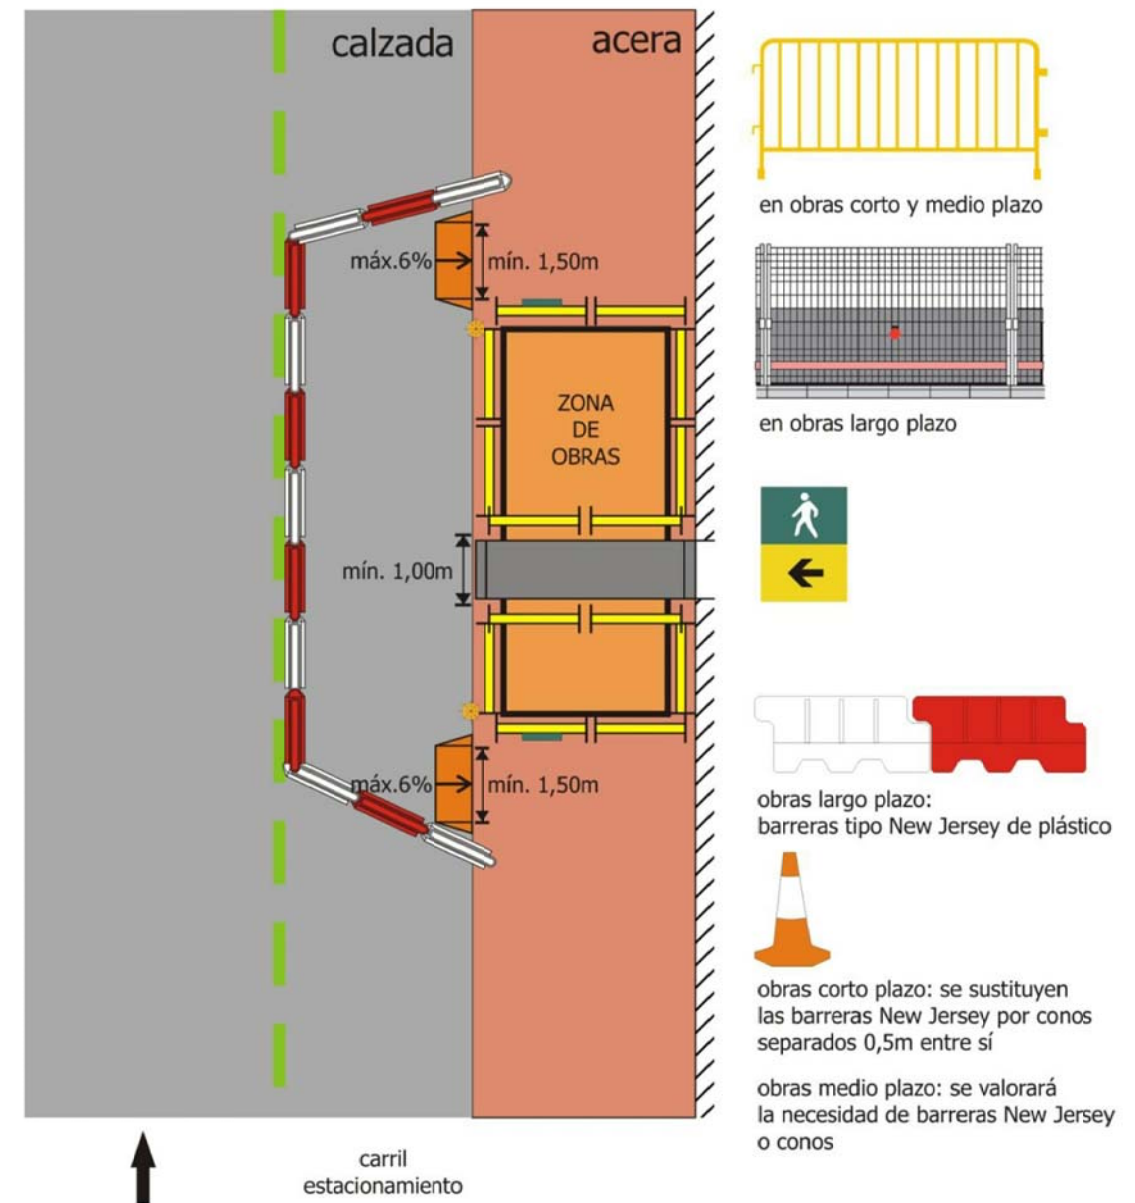 calzada
acera
en obras corto y medio plazo
máx.6%
mín. 1,50m
ZONA
DE
OBRAS
en obras largo plazo
mín. 1,00m
máx.6%
mín. 1,50m
obras largo plazo:
barreras tipo New Jersey de plástico
obras corto plazo: se sustituyen
las barreras New Jersey por conos
separados 0,5m entre sí
obras medio plazo: se valorará
la necesidad de barreras New Jersey
o conos
carril
estacionamiento